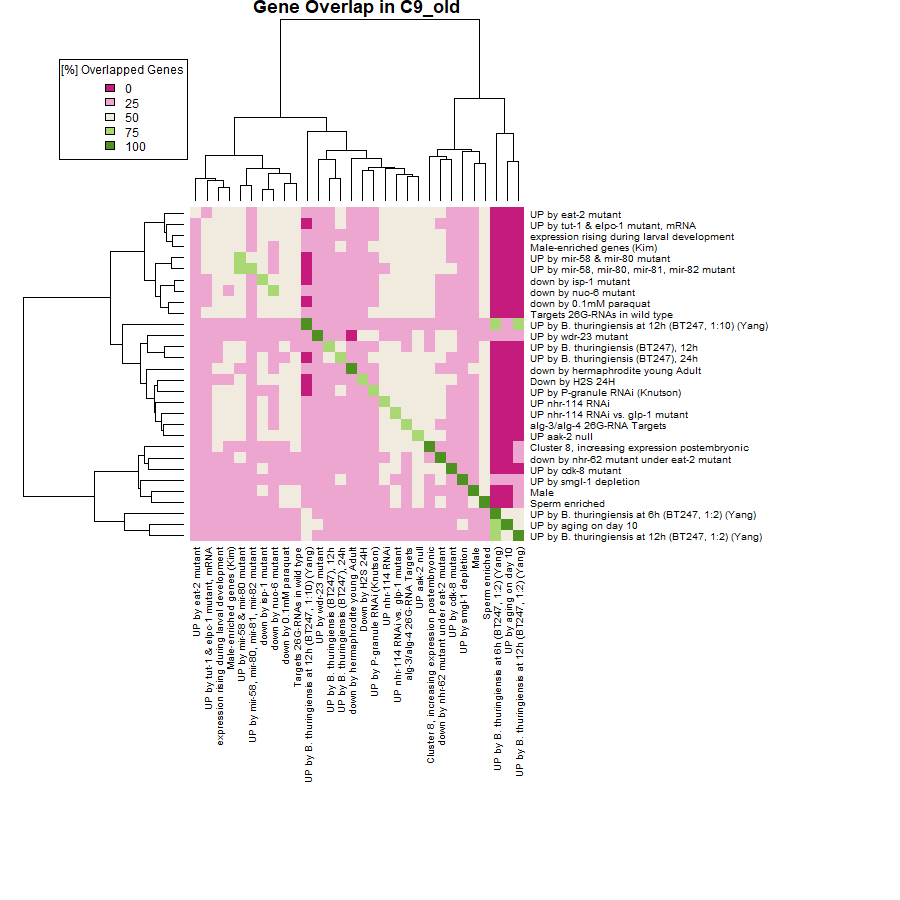 Gene Overlap in C9_old
[%] Overlapped Genes
0
25
50
75
100
UP by eat-2 mutant
UP by tut-1 & elpo-1 mutant, mRNA
expression rising during larval development
Male-enriched genes (Kim)
UP by mir-58 & mir-80 mutant
UP by mir-58, mir-80, mir-81, mir-82 mutant
down by isp-1 mutant
down by nuo-6 mutant
down by 0.1mM paraquat
Targets 26G-RNAs in wild type
UP by B. thuringiensis at 12h (BT247, 1:10) (Yang)
UP by wdr-23 mutant
UP by B. thuringiensis (BT247), 12h
UP by B. thuringiensis (BT247), 24h
down by hermaphrodite young Adult
Down by H2S 24H
UP by P-granule RNAi (Knutson)
UP nhr-114 RNAi
UP nhr-114 RNAi vs. glp-1 mutant
alg-3/alg-4 26G-RNA Targets
UP aak-2 null
Cluster 8, increasing expression postembryonic
down by nhr-62 mutant under eat-2 mutant
UP by cdk-8 mutant
UP by smgl-1 depletion
Male
Sperm enriched
UP by B. thuringiensis at 6h (BT247, 1:2) (Yang)
UP by aging on day 10
UP by B. thuringiensis at 12h (BT247, 1:2) (Yang)
UP by eat-2 mutant
UP by tut-1 & elpo-1 mutant, mRNA
expression rising during larval development
Male-enriched genes (Kim)
UP by mir-58 & mir-80 mutant
UP by mir-58, mir-80, mir-81, mir-82 mutant
down by isp-1 mutant
down by nuo-6 mutant
down by 0.1mM paraquat
Targets 26G-RNAs in wild type
UP by B. thuringiensis at 12h (BT247, 1:10) (Yang)
UP by wdr-23 mutant
UP by B. thuringiensis (BT247), 12h
UP by B. thuringiensis (BT247), 24h
down by hermaphrodite young Adult
Down by H2S 24H
UP by P-granule RNAi (Knutson)
UP nhr-114 RNAi
UP nhr-114 RNAi vs. glp-1 mutant
alg-3/alg-4 26G-RNA Targets
UP aak-2 null
Cluster 8, increasing expression postembryonic
down by nhr-62 mutant under eat-2 mutant
UP by cdk-8 mutant
UP by smgl-1 depletion
Male
Sperm enriched
UP by B. thuringiensis at 6h (BT247, 1:2) (Yang)
UP by aging on day 10
UP by B. thuringiensis at 12h (BT247, 1:2) (Yang)